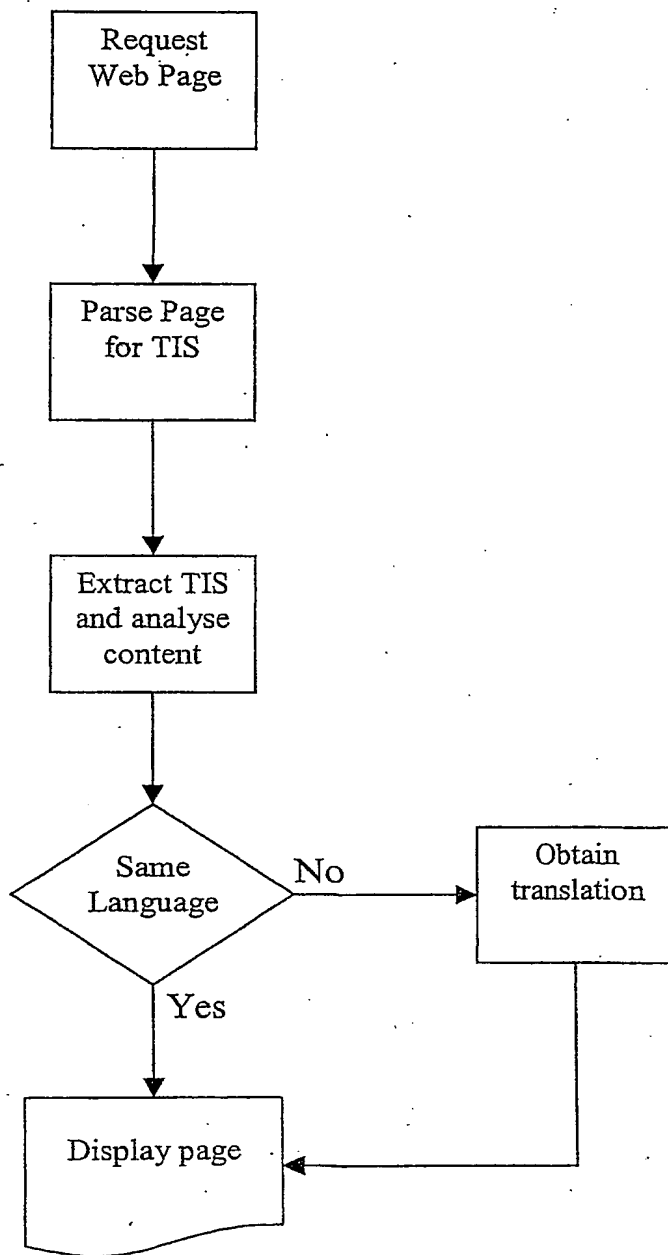 Request
Web Page
Parse Page
for TIS
Extract TIS
and analyse
content
Same
Language
No
Obtain
translation
Yes
Display page